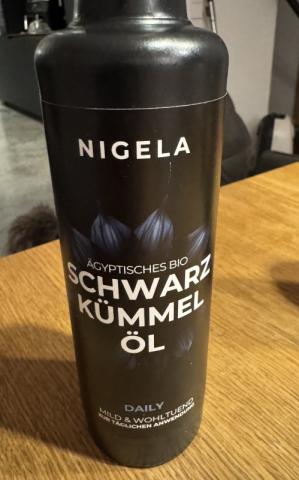 NIGELA
ÄGYPTISCHES BIO
SCHWARZ
KÜMMEL
ÖL
DAILY
MILD & WOHLTUEND
ZUR TÄGLICHEN ANWENDUNG